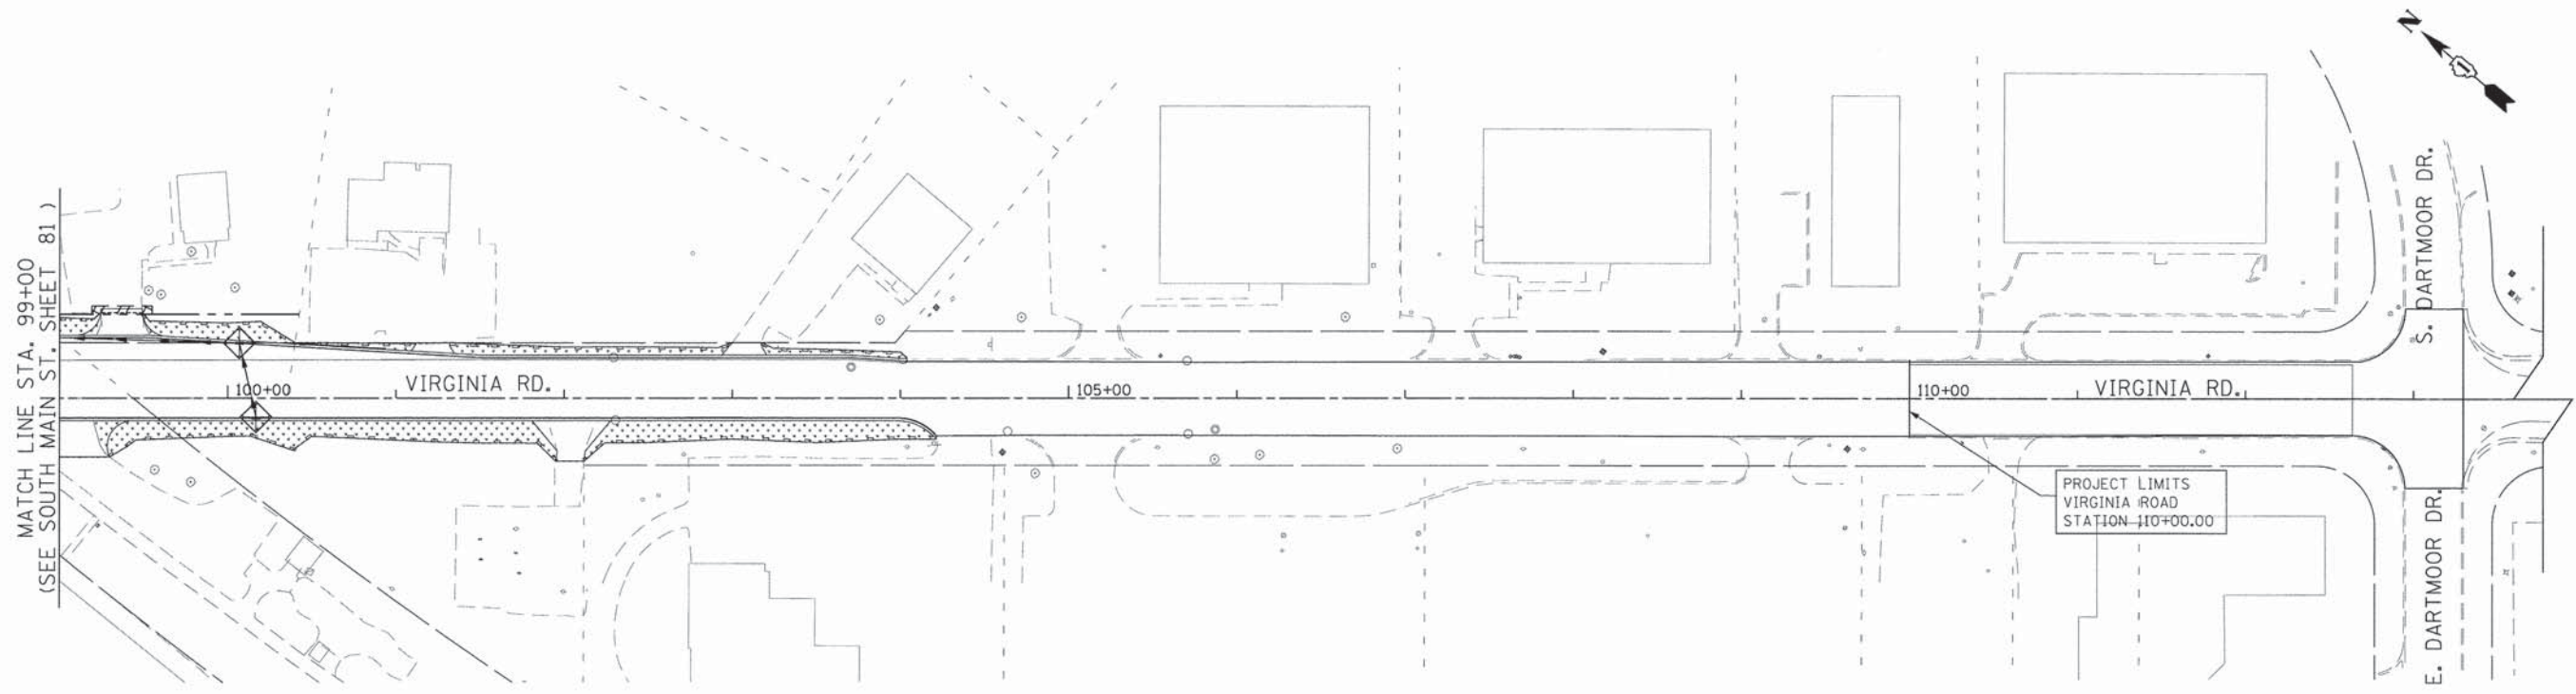 MATCH LINE STA. 99+00
(SEE SOUTH MAIN ST. SHEET 81 )
N
100+00
VIRGINIA RD.
105+00
110+00
VIRGINIA RD.
S. DARTMOOR DR.
PROJECT LIMITS
VIRGINIA ROAD
STATION 110+00.00
E. DARTMOOR DR.